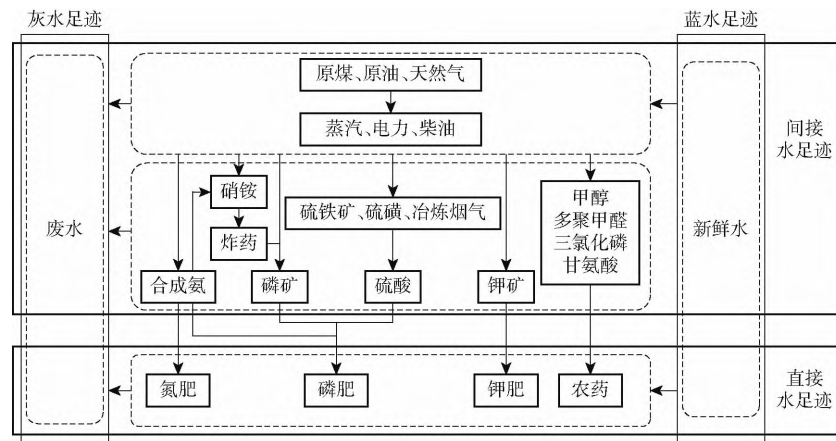 灰水足迹
蓝水足迹
原煤、原油、天然气
蒸汽、电力、柴油
间接
水足迹
硝铵
炸药
硫铁矿、硫磺、冶炼烟气
甲醇
多聚甲醛
三氯化磷
甘氨酸
废水
新鲜水
合成氨
磷矿
硫酸
钾矿
氮肥
磷肥
钾肥
农药
直接
水足迹